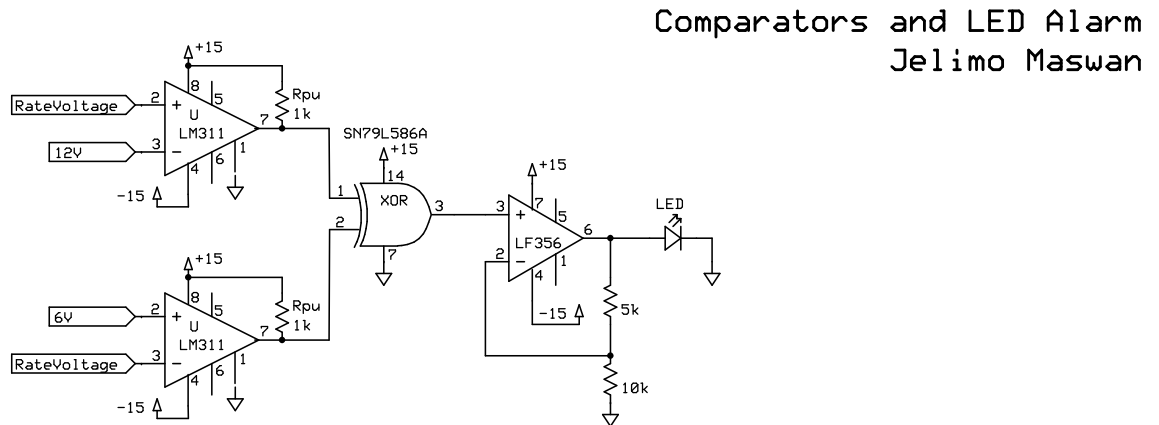 Comparators and LED Alarm
Jelimo Maswan
+15
8
5
Rpu
1k
RateVoltage
2
+
U
LM311
7
12V
3
−
6
1
4
-15
SN79L586A
+15
14
1
XOR
2
3
7
+15
7
5
3
+
LF356
6
2
−
1
4
-15
LED
5k
10k
+15
8
5
Rpu
1k
6V
2
+
U
LM311
7
RateVoltage
3
−
6
1
4
-15